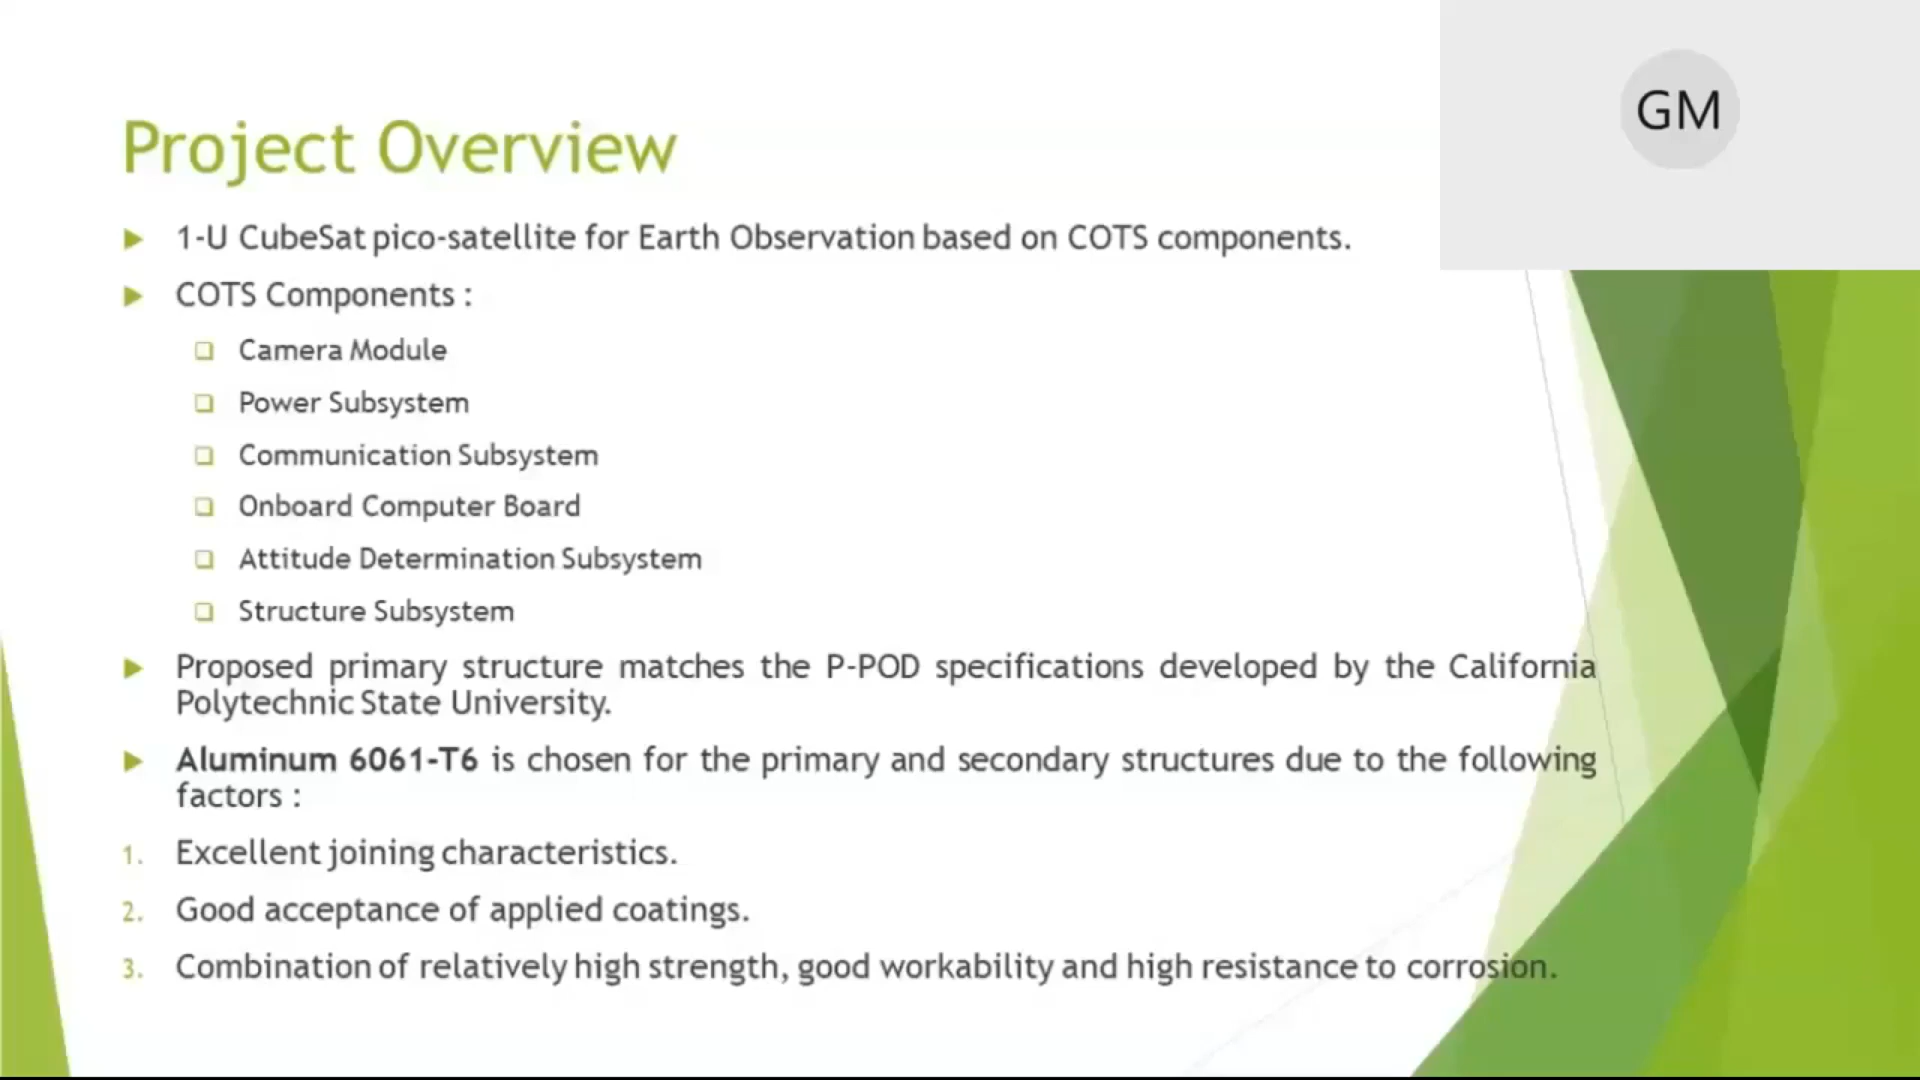 GM
Project Overview
1-U CubeSat pico-satellite for Earth Observation based on COTS components.
COTS Components :
Camera Module
Power Subsystem
Communication Subsystem
Onboard Computer Board
Attitude Determination Subsystem
Structure Subsystem
Proposed primary structure matches the P-POD specifications developed by the California
Polytechnic State University.
Aluminum 6061-T6 is chosen for the primary and secondary structures due to the following
factors :
1. Excellent joining characteristics.
2. Good acceptance of applied coatings.
3. Combination of relatively high strength, good workability and high resistance to corrosion.